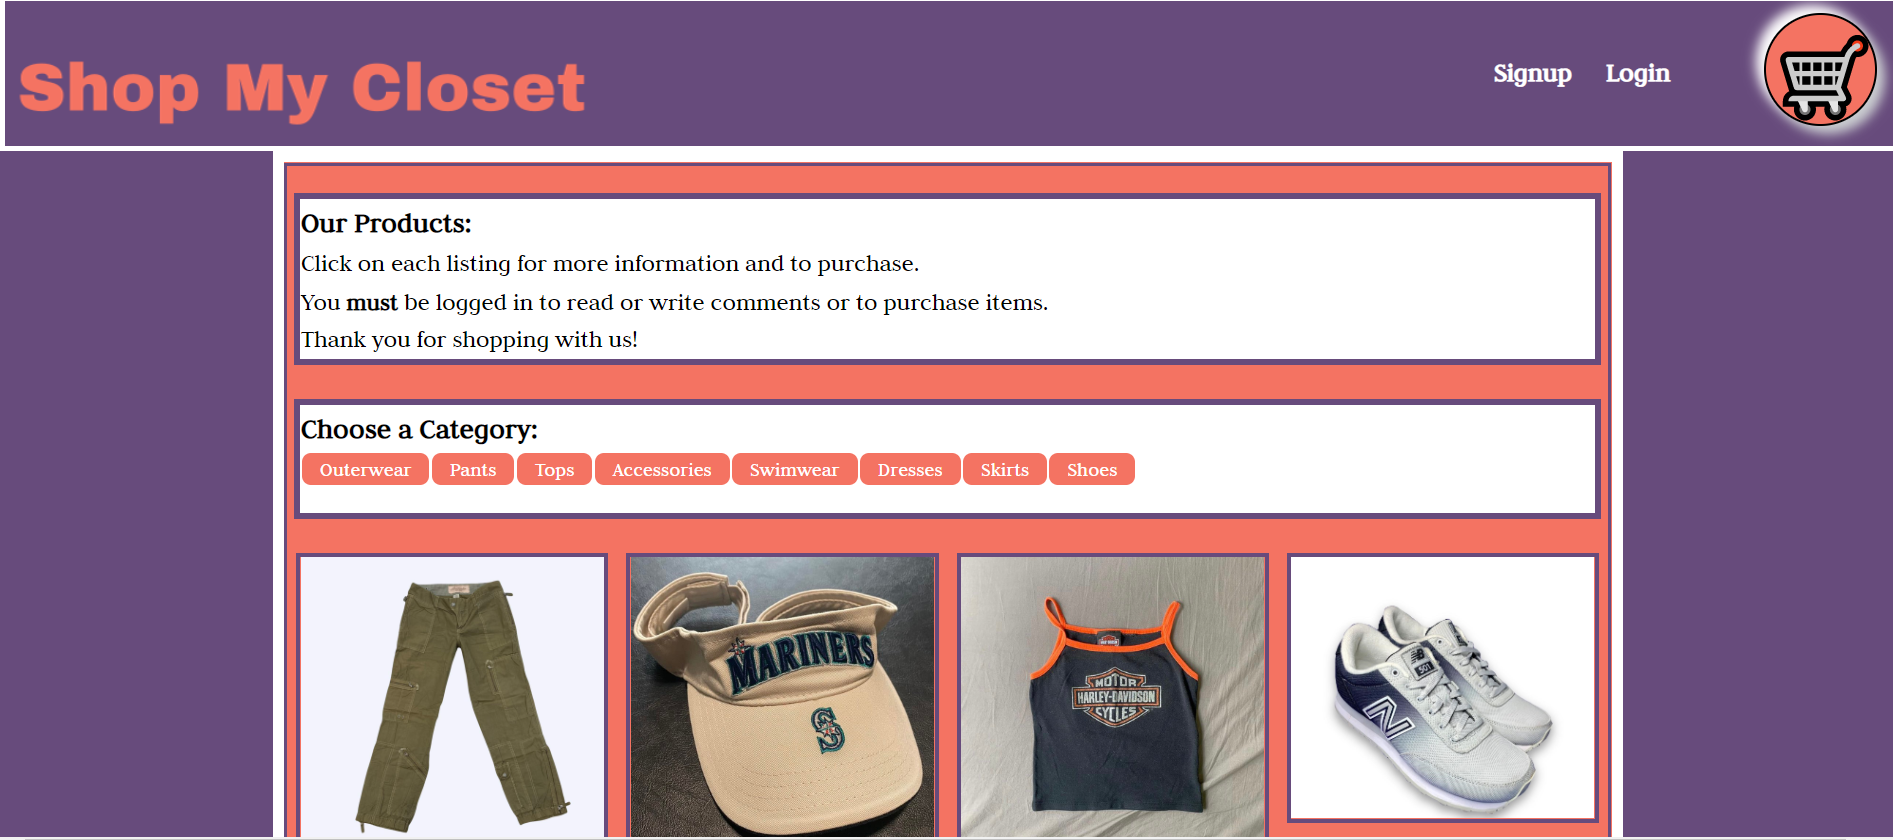 Shop My Closet
Signup Login
Our Products:
Click on each listing for more information and to purchase.
You must be logged in to read or write comments or to purchase items.
Thank you for shopping with us!
Choose a Category:
Outerwear Pants Tops Accessories Swimwear Dresses Skirts Shoes
MARINERS
S
MOTOR
HARLEY-DAVIDSON
CYCLES
NB
501
N